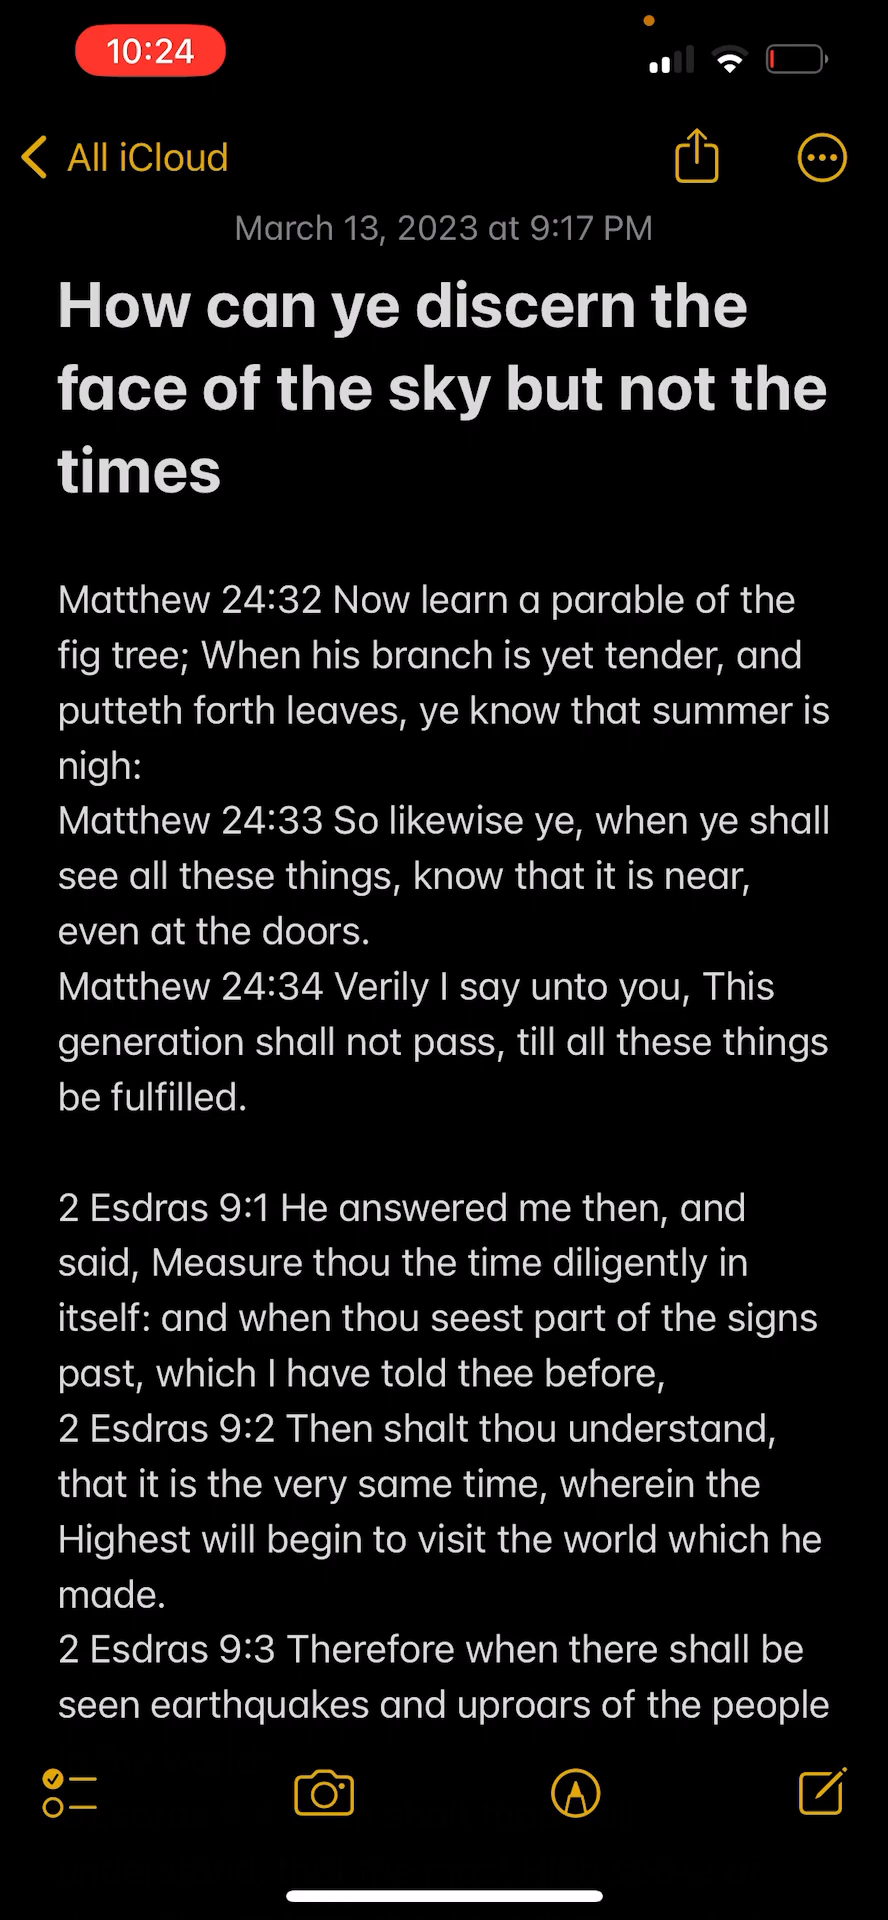 10:24
All iCloud
March 13, 2023 at 9:17 PM
How can ye discern the
face of the sky but not the
times
Matthew 24:32 Now learn a parable of the
fig tree; When his branch is yet tender, and
putteth forth leaves, ye know that summer is
nigh:
Matthew 24:33 So likewise ye, when ye shall
see all these things, know that it is near,
even at the doors.
Matthew 24:34 Verily I say unto you, This
generation shall not pass, till all these things
be fulfilled.
2 Esdras 9:1 He answered me then, and
said, Measure thou the time diligently in
itself: and when thou seest part of the signs
past, which I have told thee before,
2 Esdras 9:2 Then shalt thou understand,
that it is the very same time, wherein the
Highest will begin to visit the world which he
made.
2 Esdras 9:3 Therefore when there shall be
seen earthquakes and uproars of the people